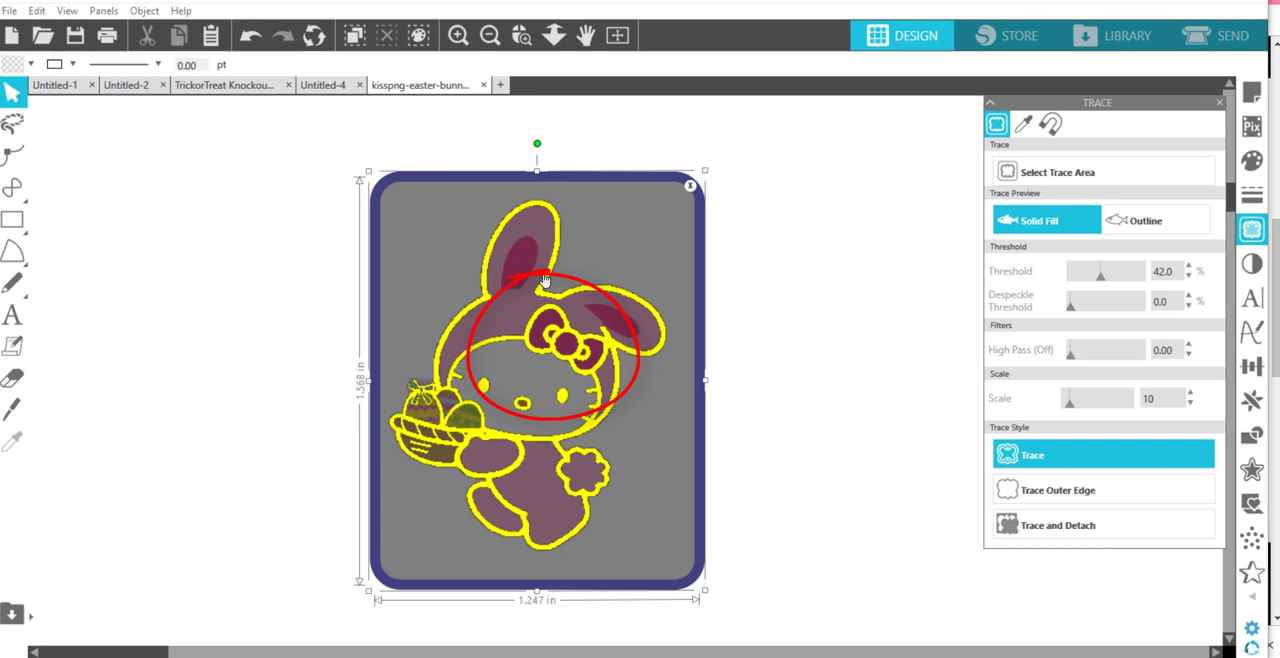 File Edit View Panels Object Help
DESIGN STORE LIBRARY SEND
0.00 pt
Untitled-1 Untitled-2 TrickorTreat Knockou... Untitled-4 kisspng-easter-bunn...
TRACE
Trace
Select Trace Area
Trace Preview
Solid Fill Outline
Threshold
Threshold 42.0 %
Despeckle Threshold 0.0 %
Filters
High Pass (Off) 0.00
Scale
Scale 10
Trace Style
Trace
Trace Outer Edge
Trace and Detach
Pix
1.568 in
1.247 in